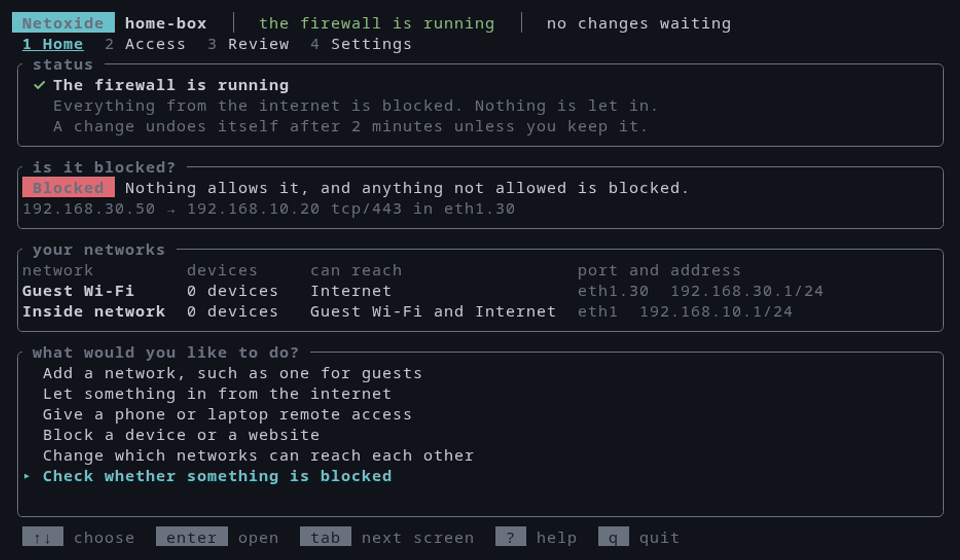 Netoxide home-box │ the firewall is running │ no changes waiting
1 Home 2 Access 3 Review 4 Settings
status
✓ The firewall is running
Everything from the internet is blocked. Nothing is let in.
A change undoes itself after 2 minutes unless you keep it.
is it blocked?
Blocked Nothing allows it, and anything not allowed is blocked.
192.168.30.50 → 192.168.10.20 tcp/443 in eth1.30
your networks
network devices can reach port and address
Guest Wi-Fi 0 devices Internet eth1.30 192.168.30.1/24
Inside network 0 devices Guest Wi-Fi and Internet eth1 192.168.10.1/24
what would you like to do?
Add a network, such as one for guests
Let something in from the internet
Give a phone or laptop remote access
Block a device or a website
Change which networks can reach each other
▸ Check whether something is blocked
↑↓ choose enter open tab next screen ? help q quit